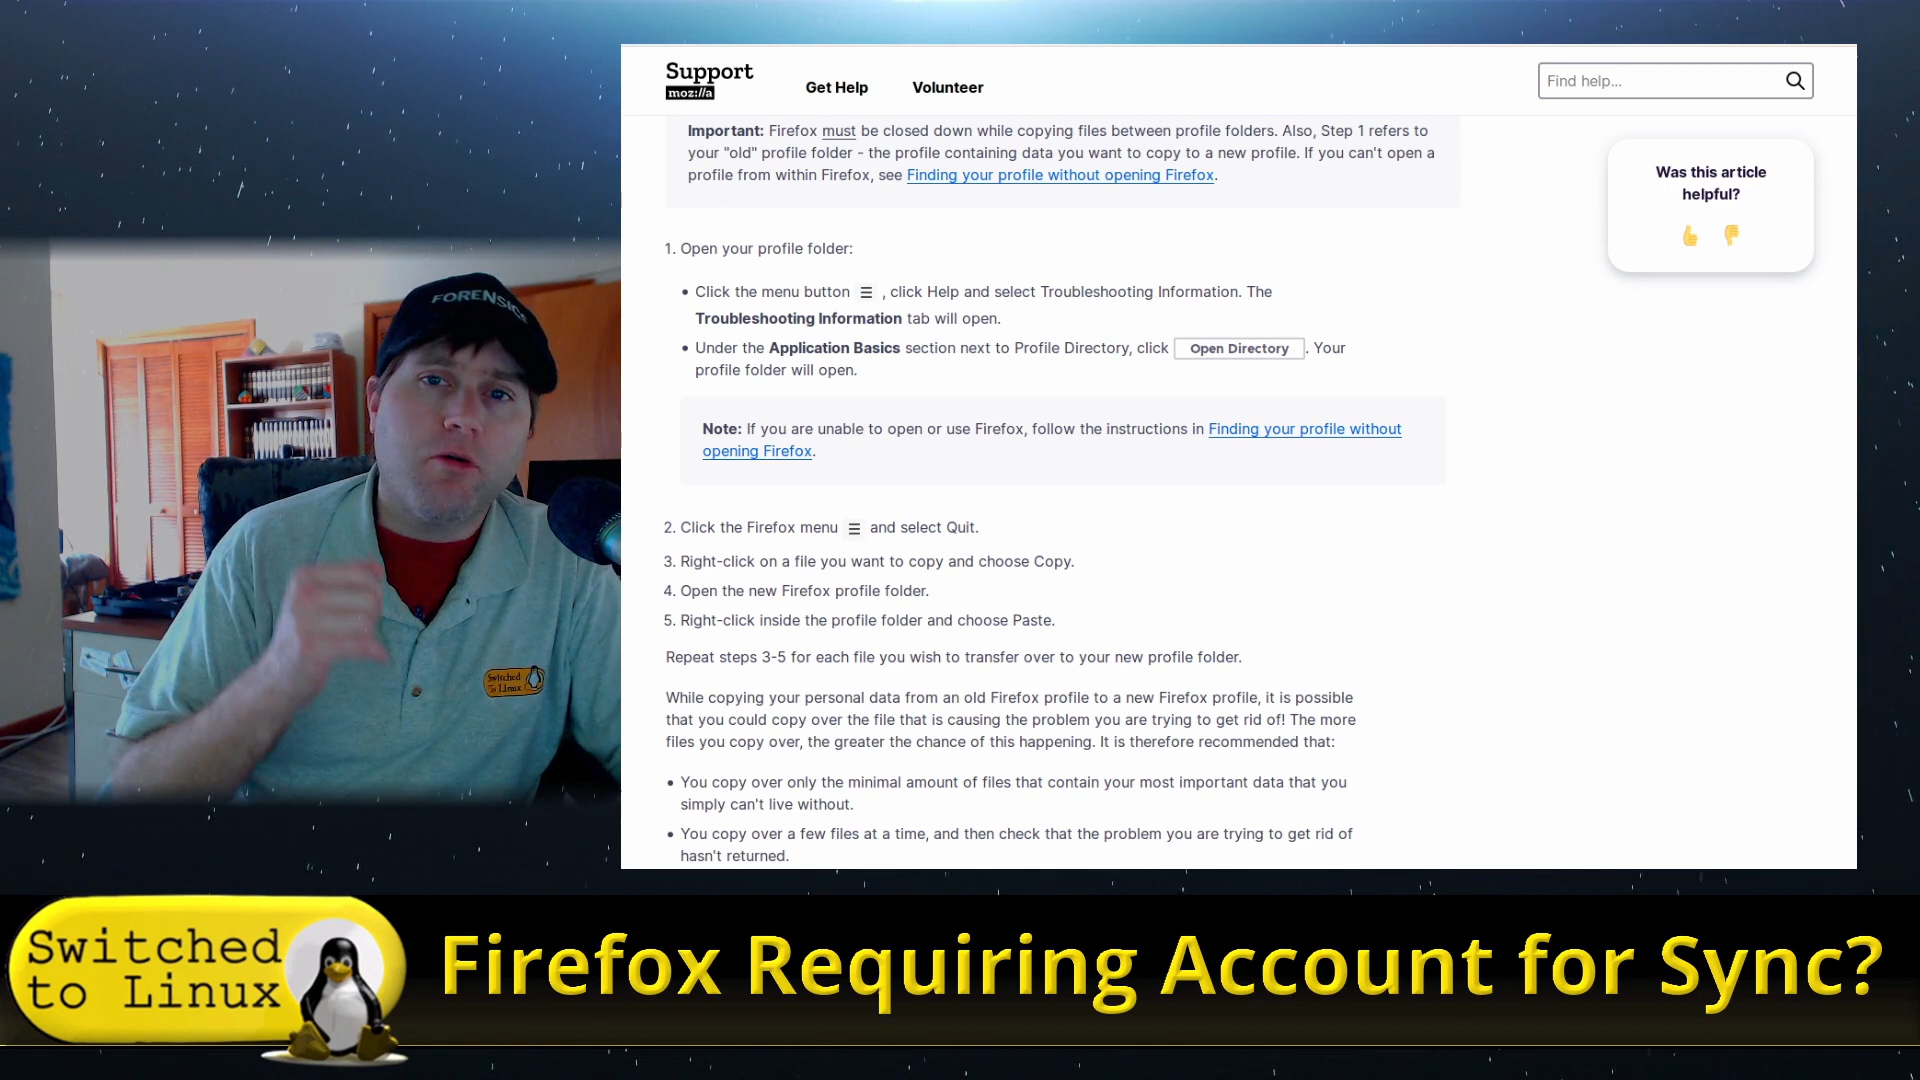 Support
moz://a
Get Help
Volunteer
Find help...
Important: Firefox must be closed down while copying files between profile folders. Also, Step 1 refers to
your "old" profile folder - the profile containing data you want to copy to a new profile. If you can't open a
profile from within Firefox, see Finding your profile without opening Firefox.
Was this article
helpful?
1. Open your profile folder:
• Click the menu button ☰ , click Help and select Troubleshooting Information. The
Troubleshooting Information tab will open.
• Under the Application Basics section next to Profile Directory, click Open Directory . Your
profile folder will open.
Note: If you are unable to open or use Firefox, follow the instructions in Finding your profile without
opening Firefox.
2. Click the Firefox menu ☰ and select Quit.
3. Right-click on a file you want to copy and choose Copy.
4. Open the new Firefox profile folder.
5. Right-click inside the profile folder and choose Paste.
Repeat steps 3-5 for each file you wish to transfer over to your new profile folder.
While copying your personal data from an old Firefox profile to a new Firefox profile, it is possible
that you could copy over the file that is causing the problem you are trying to get rid of! The more
files you copy over, the greater the chance of this happening. It is therefore recommended that:
• You copy over only the minimal amount of files that contain your most important data that you
simply can't live without.
• You copy over a few files at a time, and then check that the problem you are trying to get rid of
hasn't returned.
FORENSICS
Switched
To Linux
Switched
to Linux
Firefox Requiring Account for Sync?